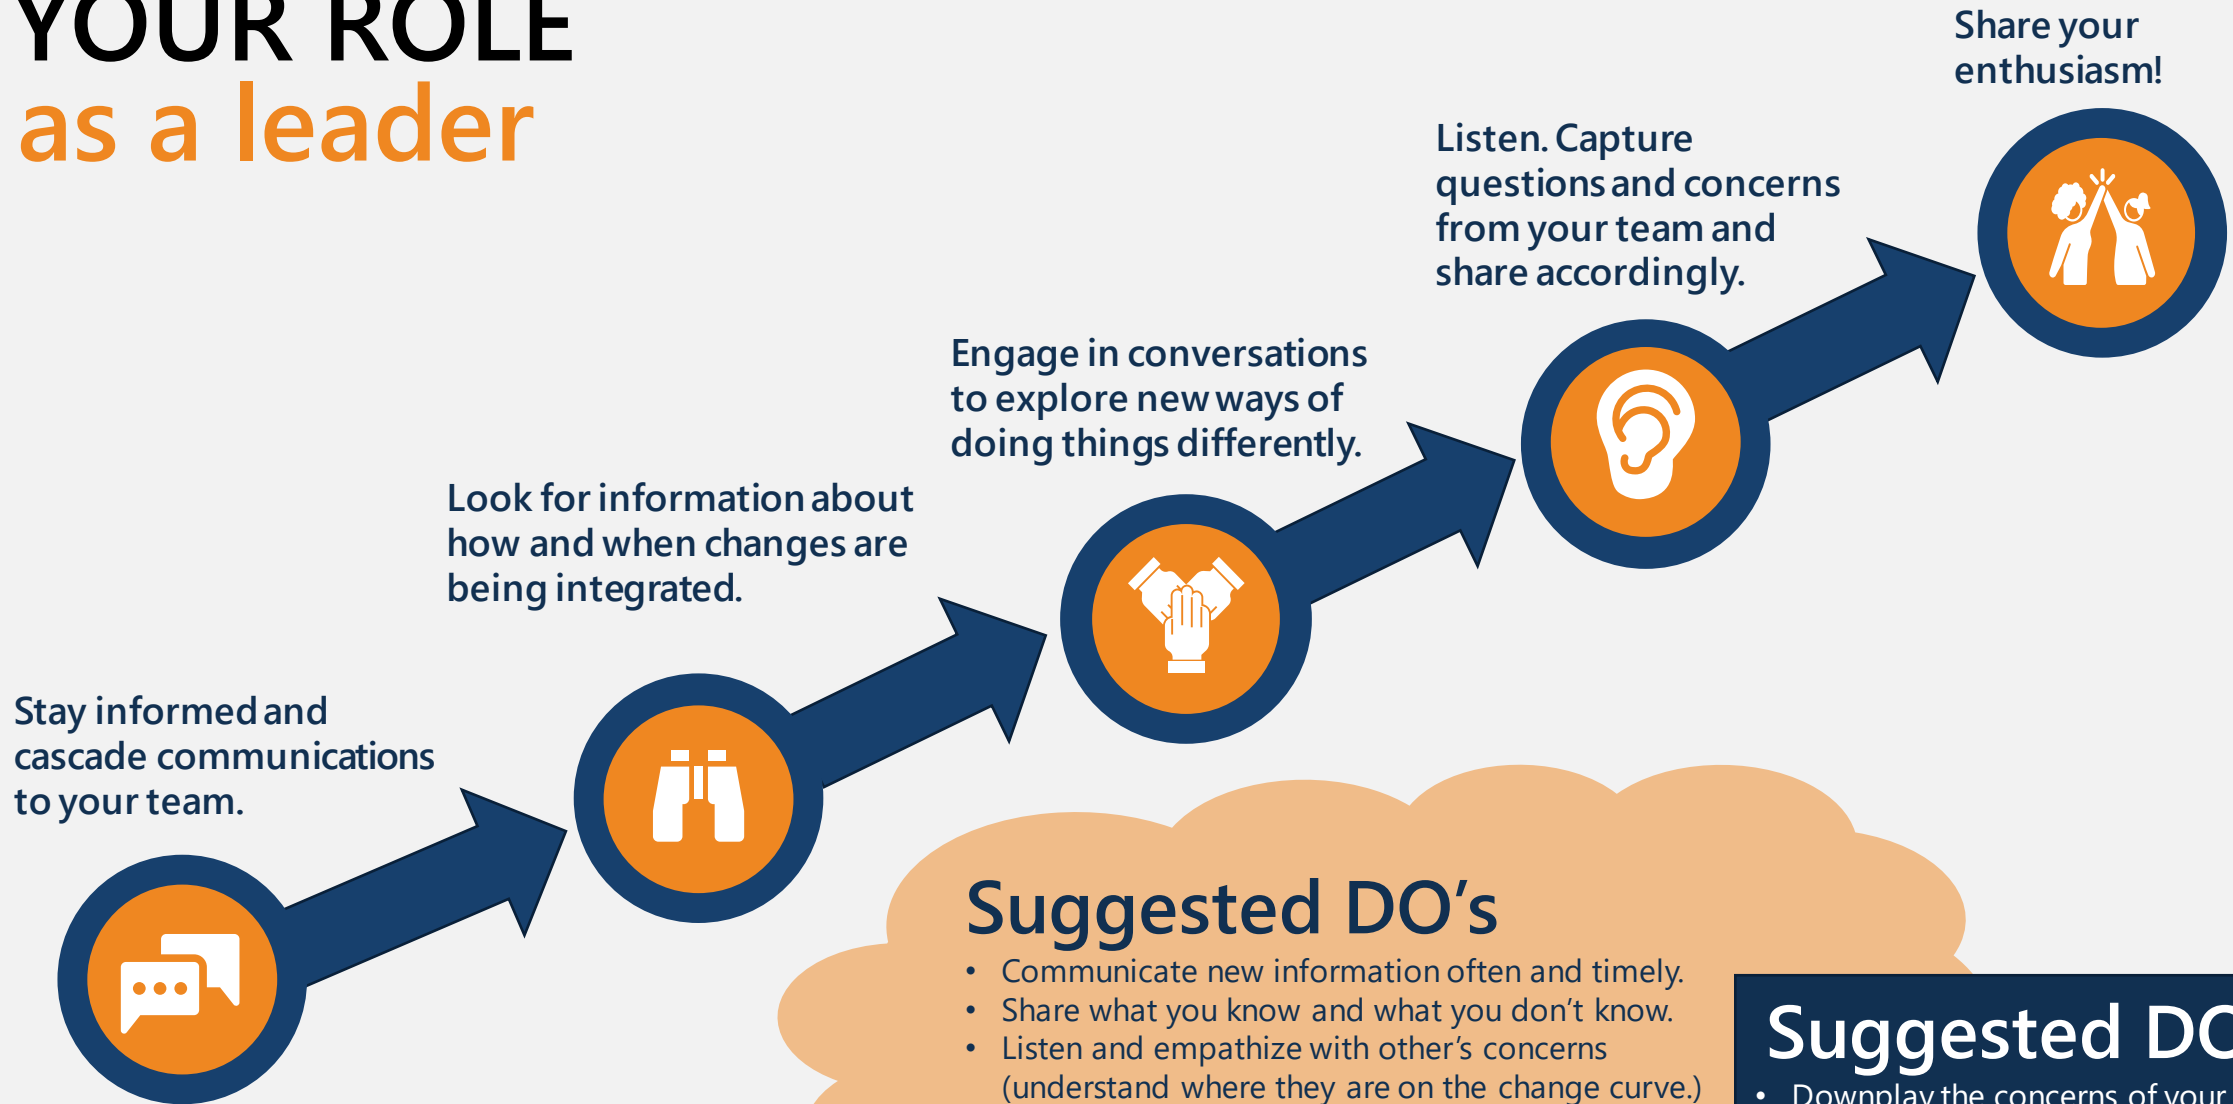 YOUR ROLE
as a leader
Share your
enthusiasm!
Listen. Capture
questions and concerns
from your team and
share accordingly.
Engage in conversations
to explore new ways of
doing things differently.
Look for information about
how and when changes are
being integrated.
Stay informed and
cascade communications
to your team.
Suggested DO’s
• Communicate new information often and timely.
• Share what you know and what you don’t know.
• Listen and empathize with other’s concerns
(understand where they are on the change curve.)
Suggested DO
• Downplay the concerns of your